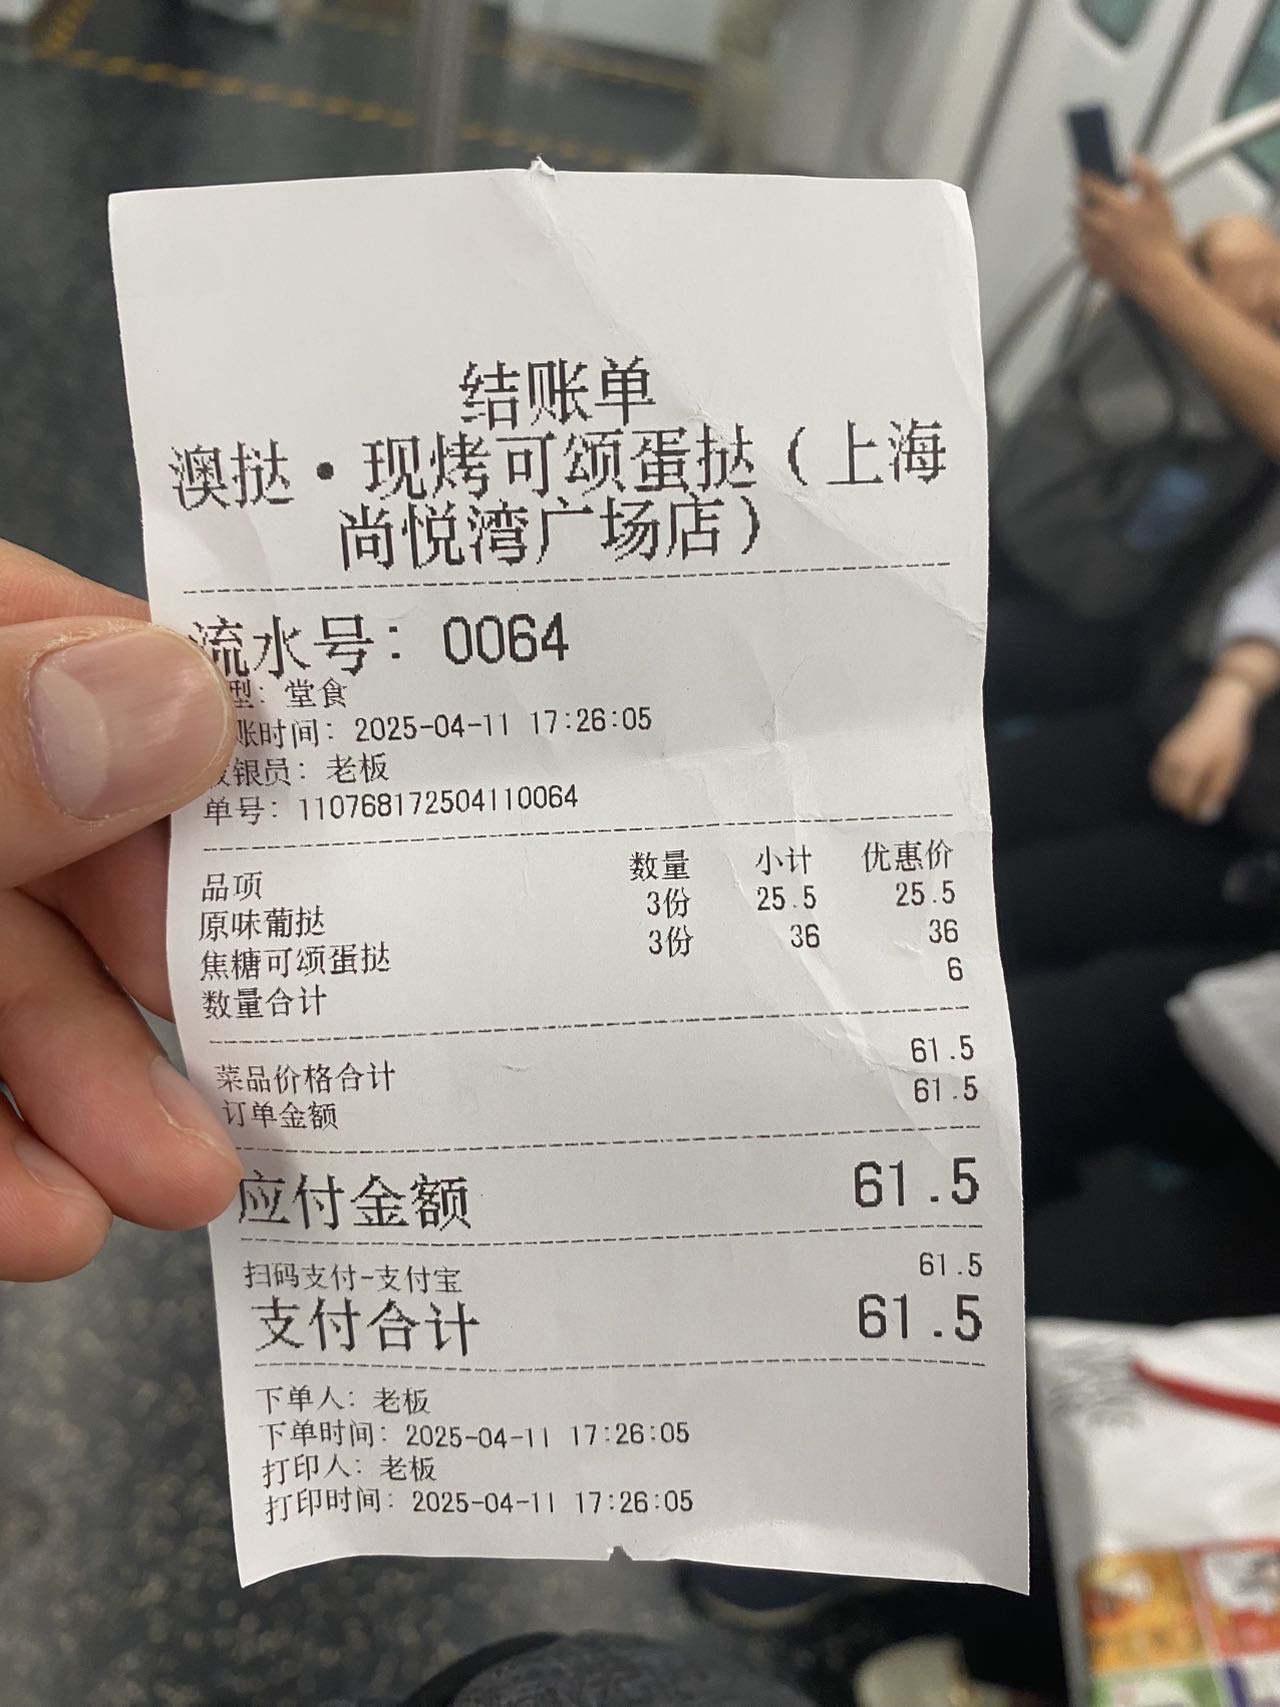 结账单
澳挞·现烤可颂蛋挞（上海
尚悦湾广场店）
流水号：0064
型：堂食
账时间：2025-04-11 17:26:05
银员：老板
单号：110768172504110064
品项 数量 小计 优惠价
原味葡挞 3份 25.5 25.5
焦糖可颂蛋挞 3份 36 36
数量合计 6
菜品价格合计 61.5
订单金额 61.5
应付金额 61.5
扫码支付-支付宝 61.5
支付合计 61.5
下单人：老板
下单时间：2025-04-11 17:26:05
打印人：老板
打印时间：2025-04-11 17:26:05